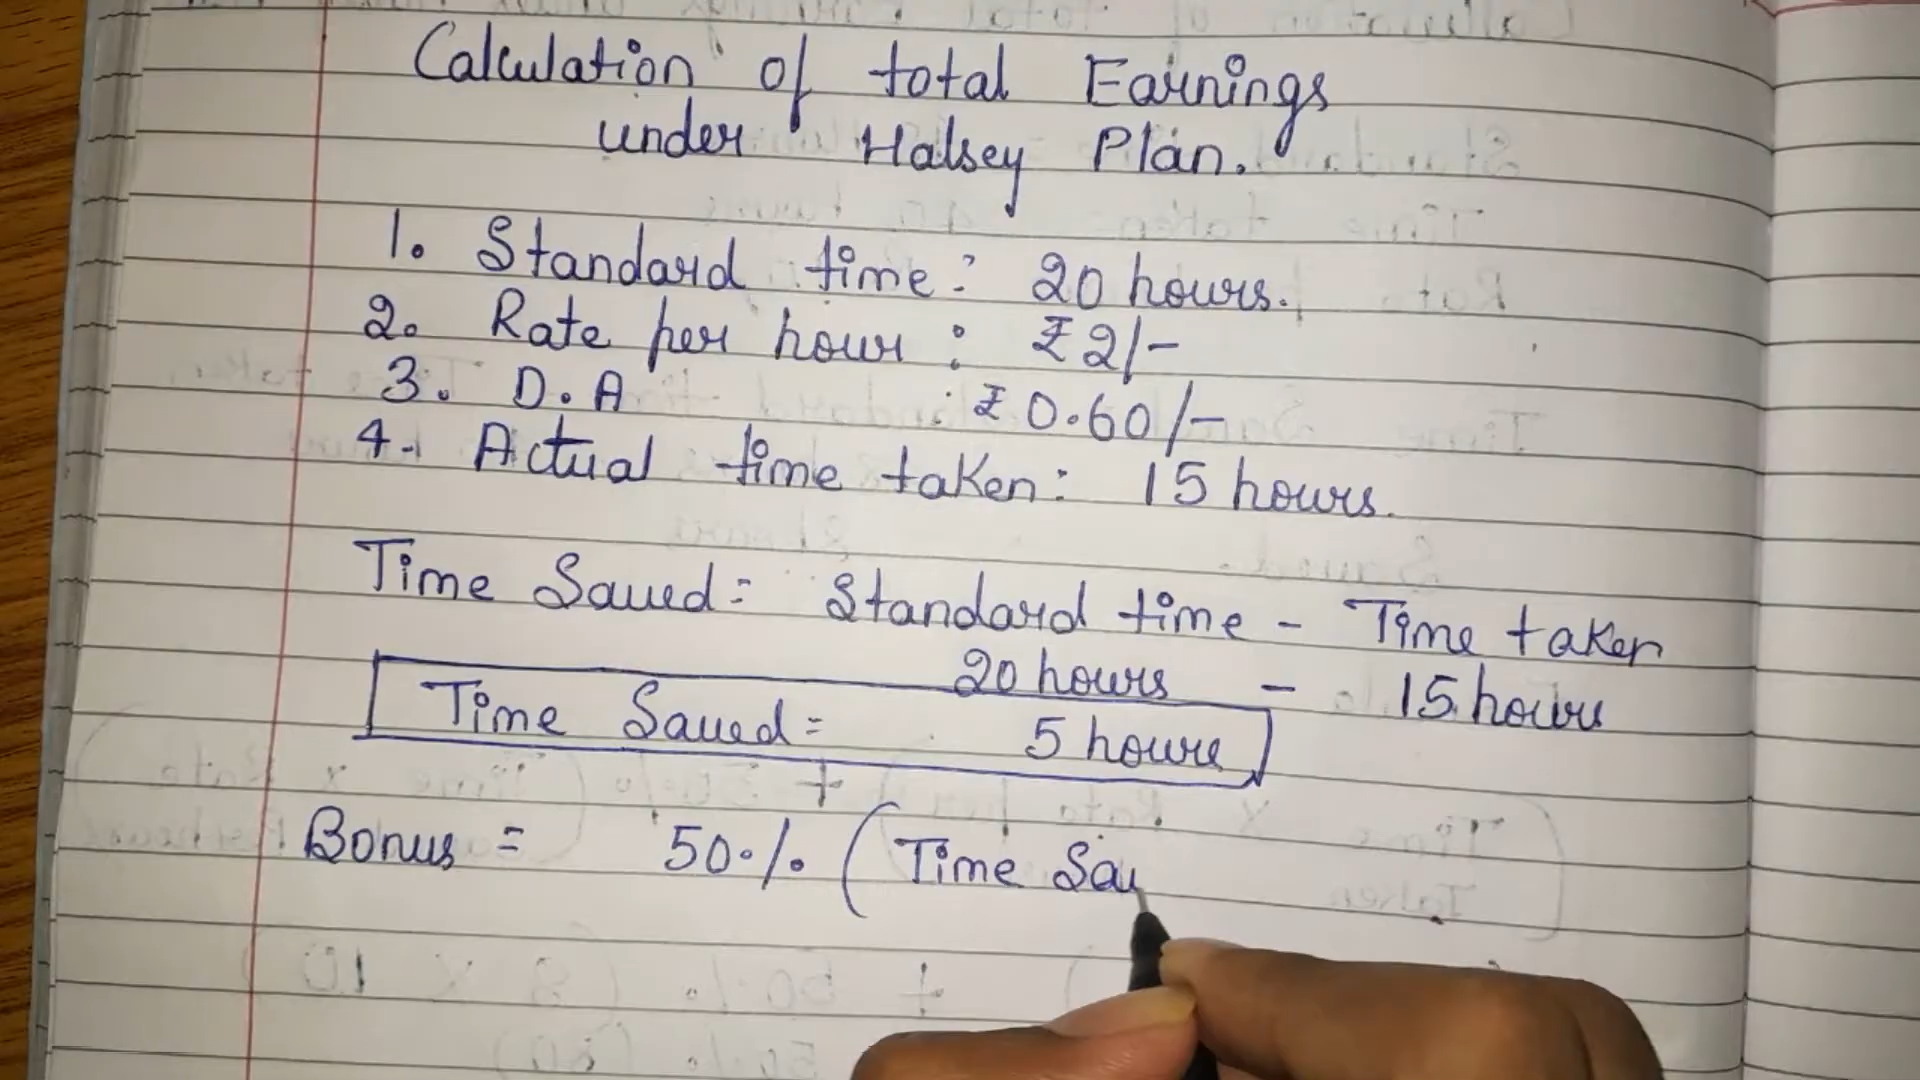 Calculation of total Earnings
under Halsey Plan.
1. Standard time: 20 hours.
2. Rate per hour : ₹2/-
3. D.A : ₹0.60/-
4. Actual time taken: 15 hours.
Time Saved = Standard time - Time taken
20 hours - 15 hours
Time Saved = 5 hours
Bonus = 50% ( Time Sav